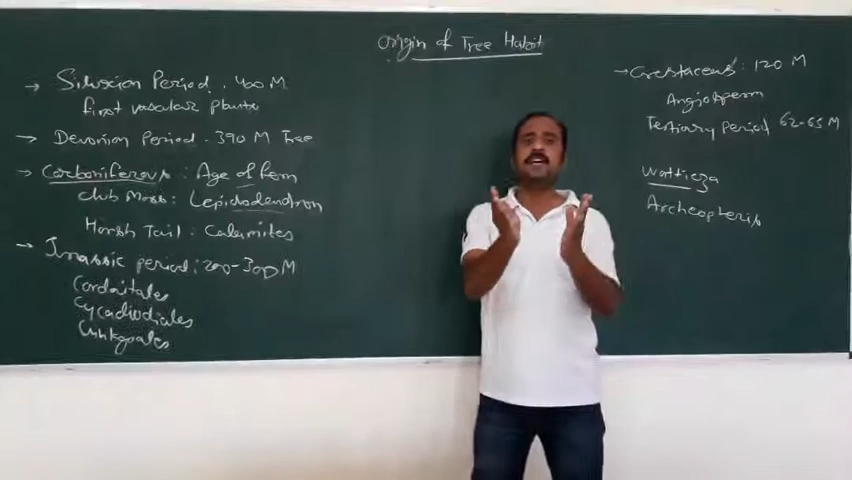 Origin of Tree Habit
→ Silurian Period. 400 M
first vascular plants
→ Devonian Period. 390 M Tree
→ Carboniferous : Age of fern
Club Moss : Lepidodendron
Horsh Tail : Calamites
→ Jurassic period : 200-300 M
Cordaitales
Cycadiodiales
Ginkgoales
→ Cretaceous : 120 M
Angiosperm
Tertiary period 62-65 M
Wattieza
Archeopteris